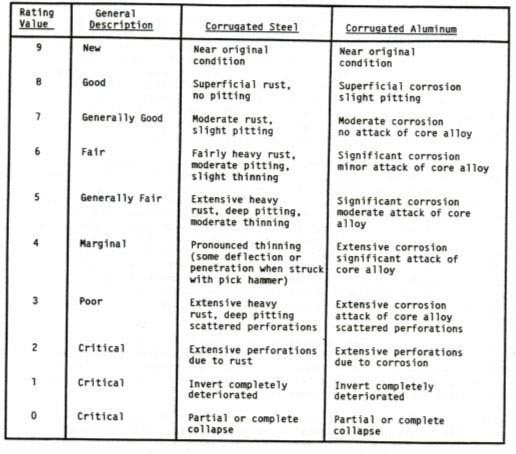 Rating Value
General Description
Corrugated Steel
Corrugated Aluminum
9
New
Near original
condition
Near original
condition
8
Good
Superficial rust,
no pitting
Superficial corrosion
slight pitting
7
Generally Good
Moderate rust,
slight pitting
Moderate corrosion
no attack of core alloy
6
Fair
Fairly heavy rust,
moderate pitting,
slight thinning
Significant corrosion
minor attack of core alloy
5
Generally Fair
Extensive heavy
rust, deep pitting,
moderate thinning
Significant corrosion
moderate attack of core
alloy
4
Marginal
Pronounced thinning
(some deflection or
penetration when struck
with pick hammer)
Extensive corrosion
significant attack of
core alloy
3
Poor
Extensive heavy
rust, deep pitting
scattered perforations
Extensive corrosion
attack of core alloy
scattered perforations
2
Critical
Extensive perforations
due to rust
Extensive perforations
due to corrosion
1
Critical
Invert completely
deteriorated
Invert completely
deteriorated
0
Critical
Partial or complete
collapse
Partial or complete
collapse